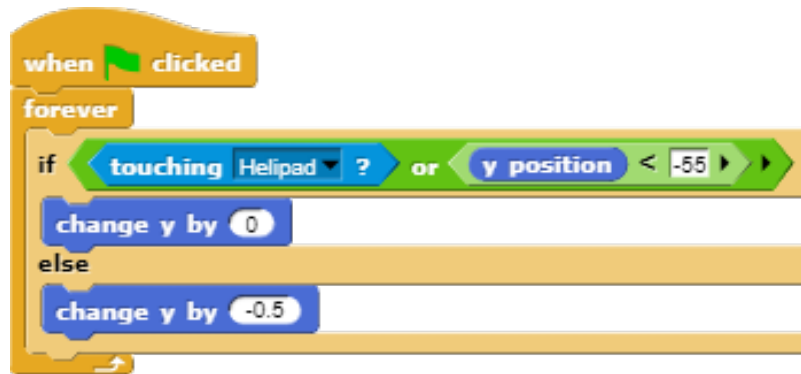 when clicked
forever
if touching Helipad ? or y position < -55
change y by 0
else
change y by -0.5